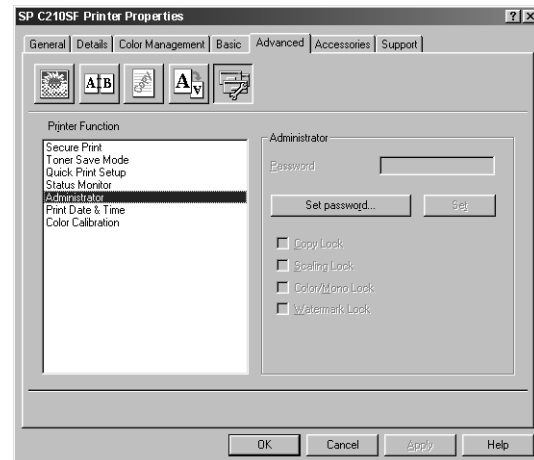 SP C210SF Printer Properties
General Details Color Management Basic Advanced Accessories Support
A B
A A
Printer Function
Secure Print
Toner Save Mode
Quick Print Setup
Status Monitor
Administrator
Print Date & Time
Color Calibration
Administrator
Password
Set password... Set
Copy Lock
Scaling Lock
Color/Mono Lock
Watermark Lock
OK Cancel Apply Help